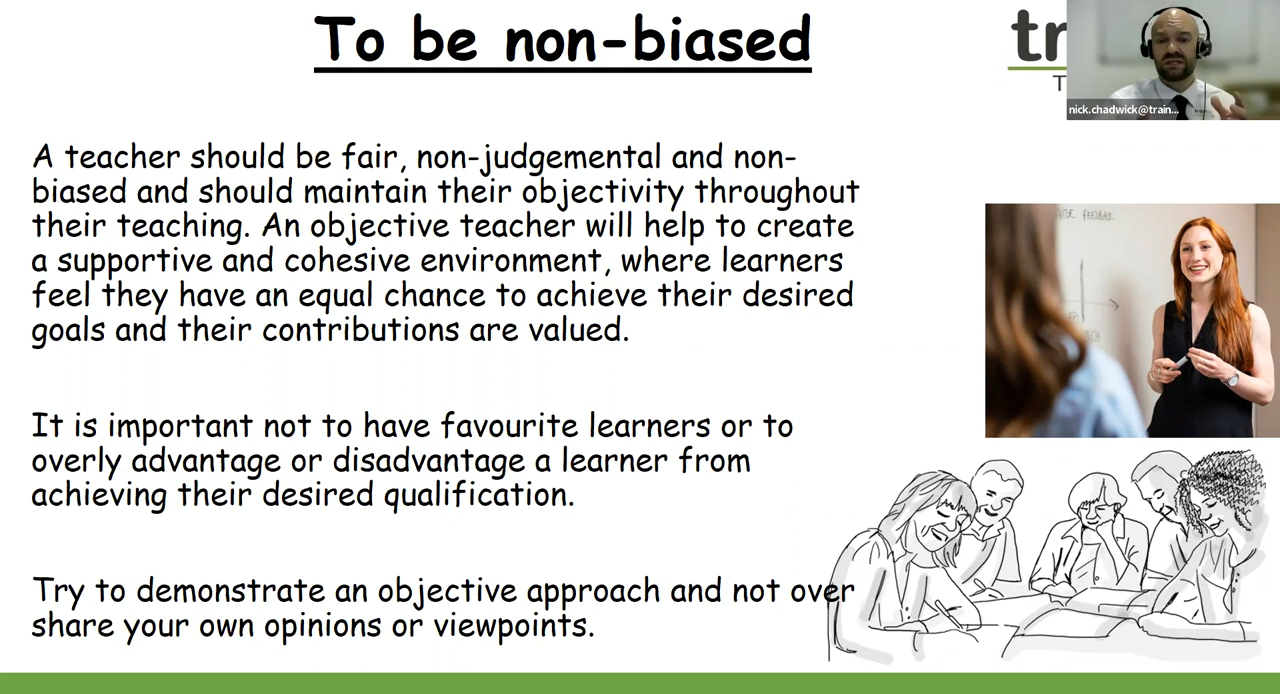 To be non-biased
tr
T
nick.chadwick@train...
A teacher should be fair, non-judgemental and non-
biased and should maintain their objectivity throughout
their teaching. An objective teacher will help to create
a supportive and cohesive environment, where learners
feel they have an equal chance to achieve their desired
goals and their contributions are valued.
FEEDBACK
It is important not to have favourite learners or to
overly advantage or disadvantage a learner from
achieving their desired qualification.
Try to demonstrate an objective approach and not over
share your own opinions or viewpoints.